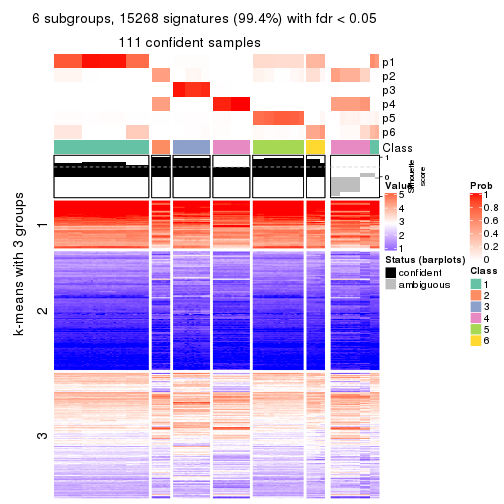 6 subgroups, 15268 signatures (99.4%) with fdr < 0.05
111 confident samples
p1
p2
p3
p4
p5
p6
Class
1
0
Silhouette
score
k-means with 3 groups
1
2
3
Value
5
4
3
2
1
Status (barplots)
confident
ambiguous
Prob
1
0.8
0.6
0.4
0.2
0
Class
1
2
3
4
5
6